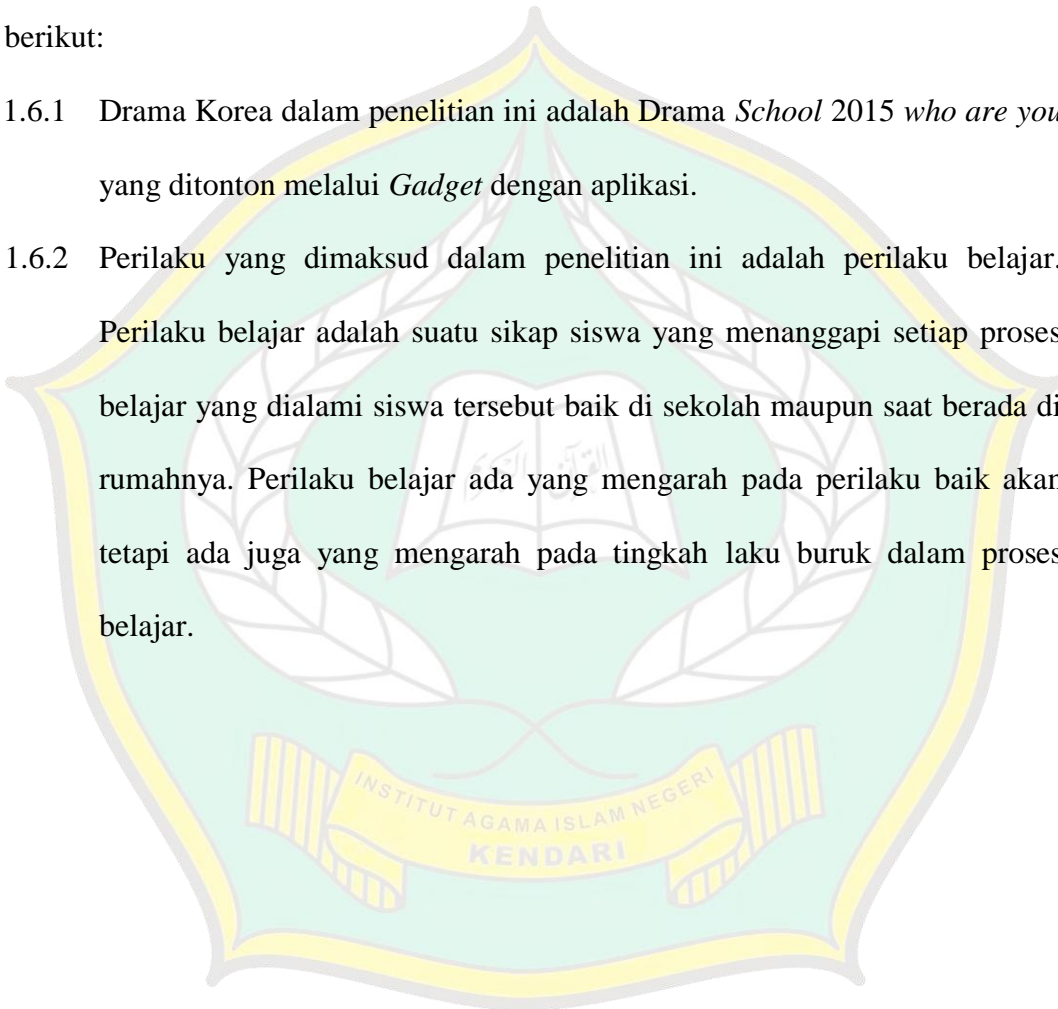 berikut:
1.6.1 Drama Korea dalam penelitian ini adalah Drama School 2015 who are you
yang ditonton melalui Gadget dengan aplikasi.
1.6.2 Perilaku yang dimaksud dalam penelitian ini adalah perilaku belajar.
Perilaku belajar adalah suatu sikap siswa yang menanggapi setiap proses
belajar yang dialami siswa tersebut baik di sekolah maupun saat berada di
rumahnya. Perilaku belajar ada yang mengarah pada perilaku baik akan
tetapi ada juga yang mengarah pada tingkah laku buruk dalam proses
belajar.
INSTITUT AGAMA ISLAM NEGERI
KENDARI